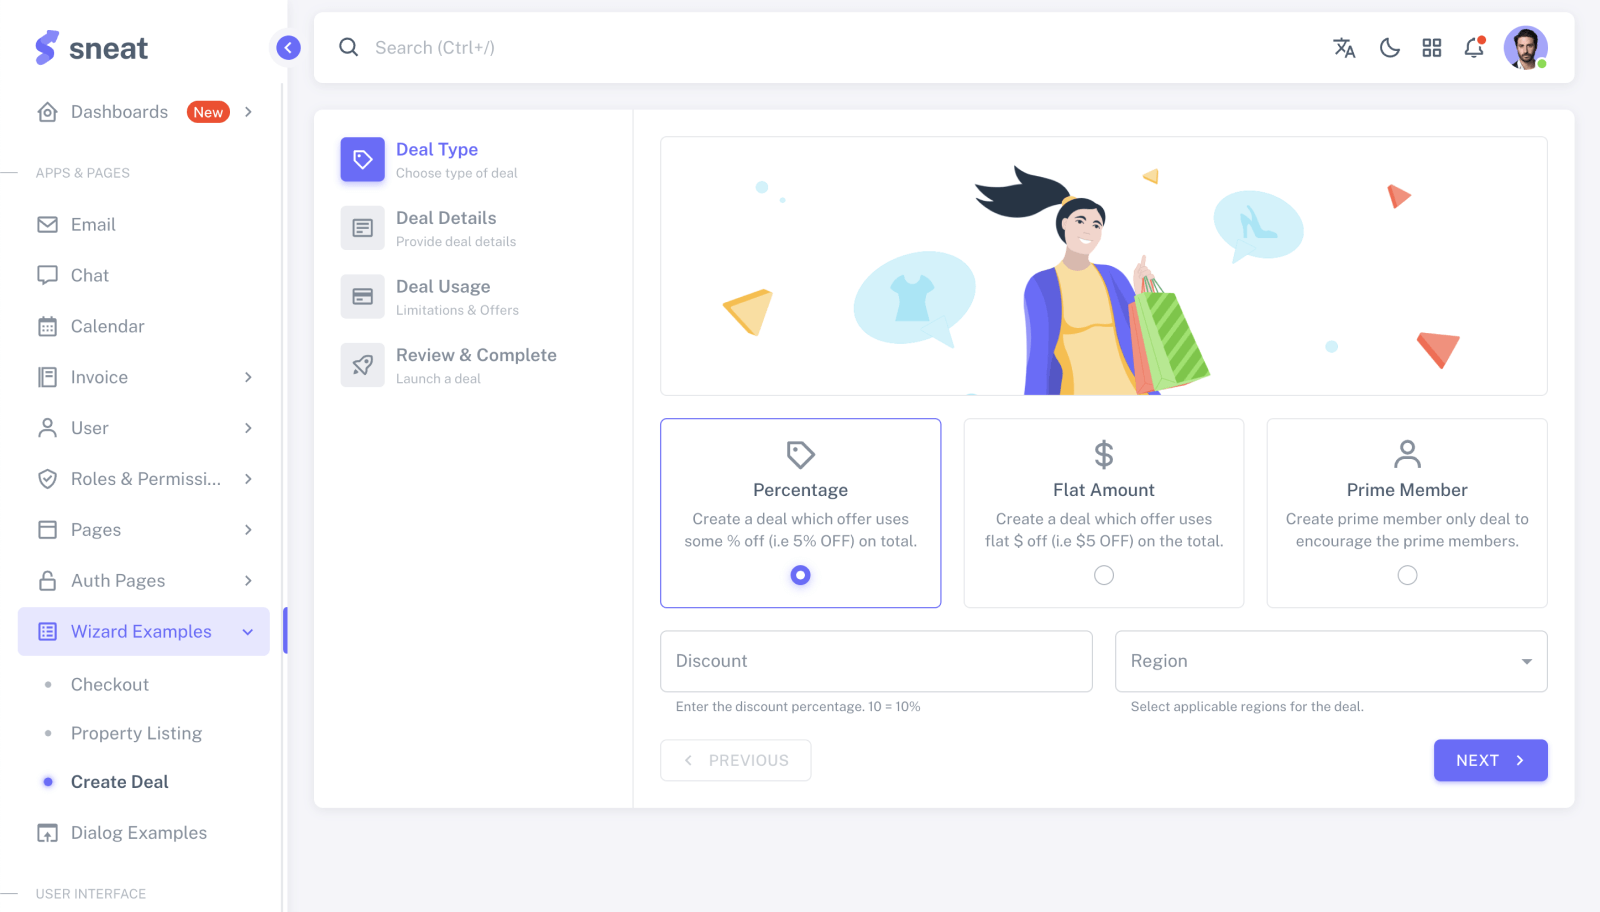 sneat
Search (Ctrl+/)
Dashboards New
APPS & PAGES
Email
Chat
Calendar
Invoice
User
Roles & Permissi...
Pages
Auth Pages
Wizard Examples
Checkout
Property Listing
Create Deal
Dialog Examples
USER INTERFACE
Deal Type
Choose type of deal
Deal Details
Provide deal details
Deal Usage
Limitations & Offers
Review & Complete
Launch a deal
Percentage
Create a deal which offer uses
some % off (i.e 5% OFF) on total.
Flat Amount
Create a deal which offer uses
flat $ off (i.e $5 OFF) on the total.
Prime Member
Create prime member only deal to
encourage the prime members.
Discount
Enter the discount percentage. 10 = 10%
Region
Select applicable regions for the deal.
PREVIOUS
NEXT